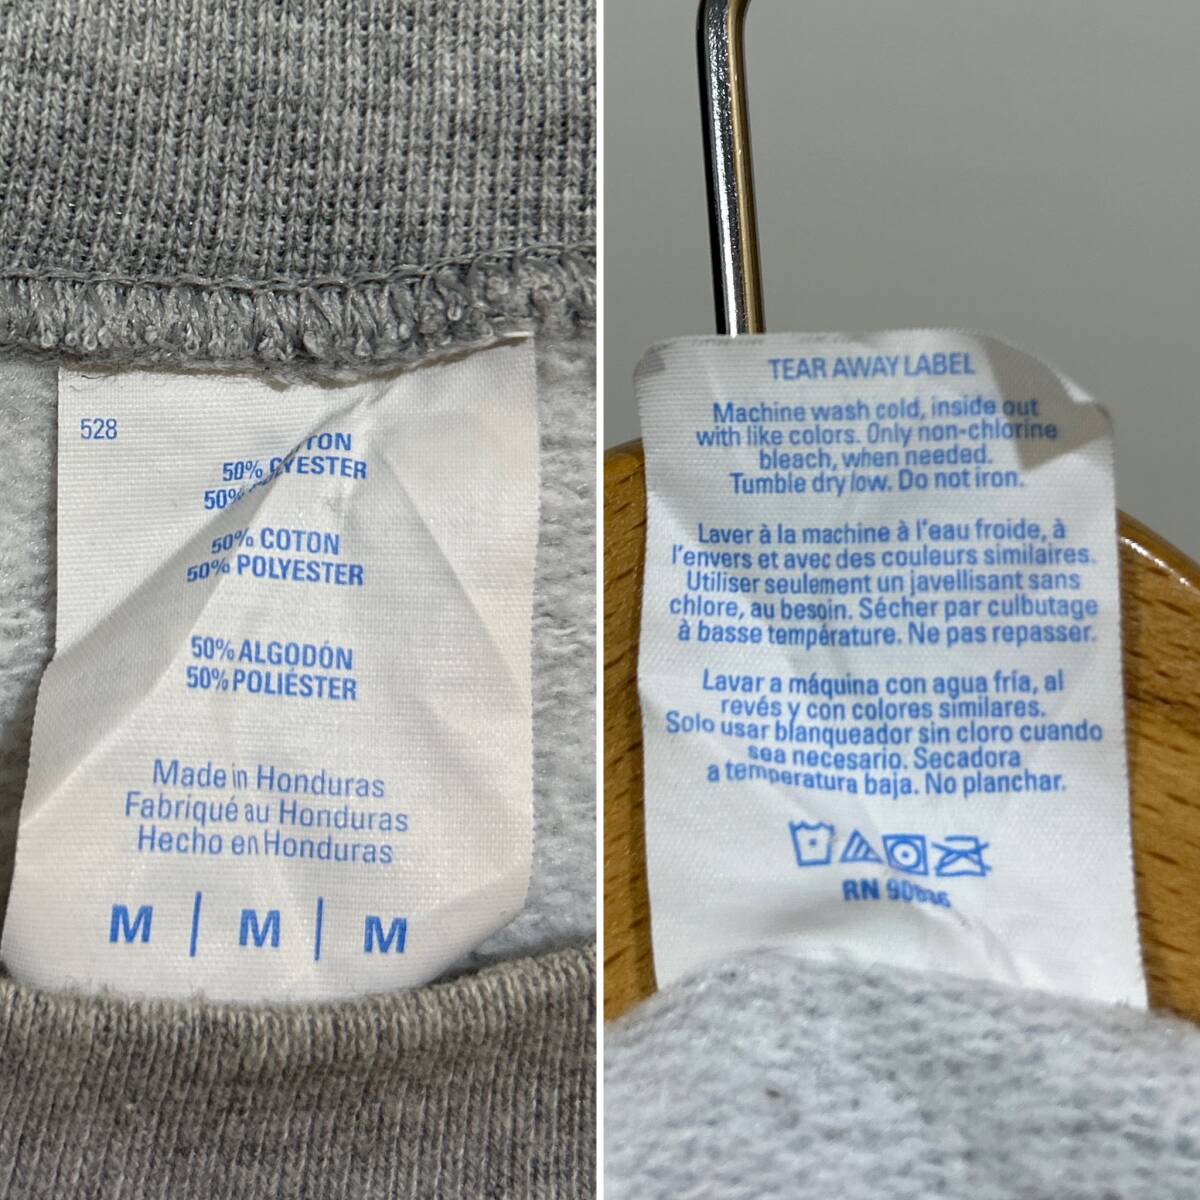 528
50%
50%
50% COTON
50% POLYESTER
50% ALGODÓN
50% POLIÉSTER
Made in Honduras
Fabriqué au Honduras
Hecho en Honduras
M | M | M
TEAR AWAY LABEL
Machine wash cold, inside out
with like colors. Only non-chlorine
bleach, when needed.
Tumble dry low. Do not iron.
Laver à la machine à l'eau froide, à
l'envers et avec des couleurs similaires.
Utiliser seulement un javellisant sans
chlore, au besoin. Sécher par culbutage
à basse température. Ne pas repasser.
Lavar a máquina con agua fría, al
revés y con colores similares.
Solo usar blanqueador sin cloro cuando
sea necesario. Secadora
a temperatura baja. No planchar.
RN